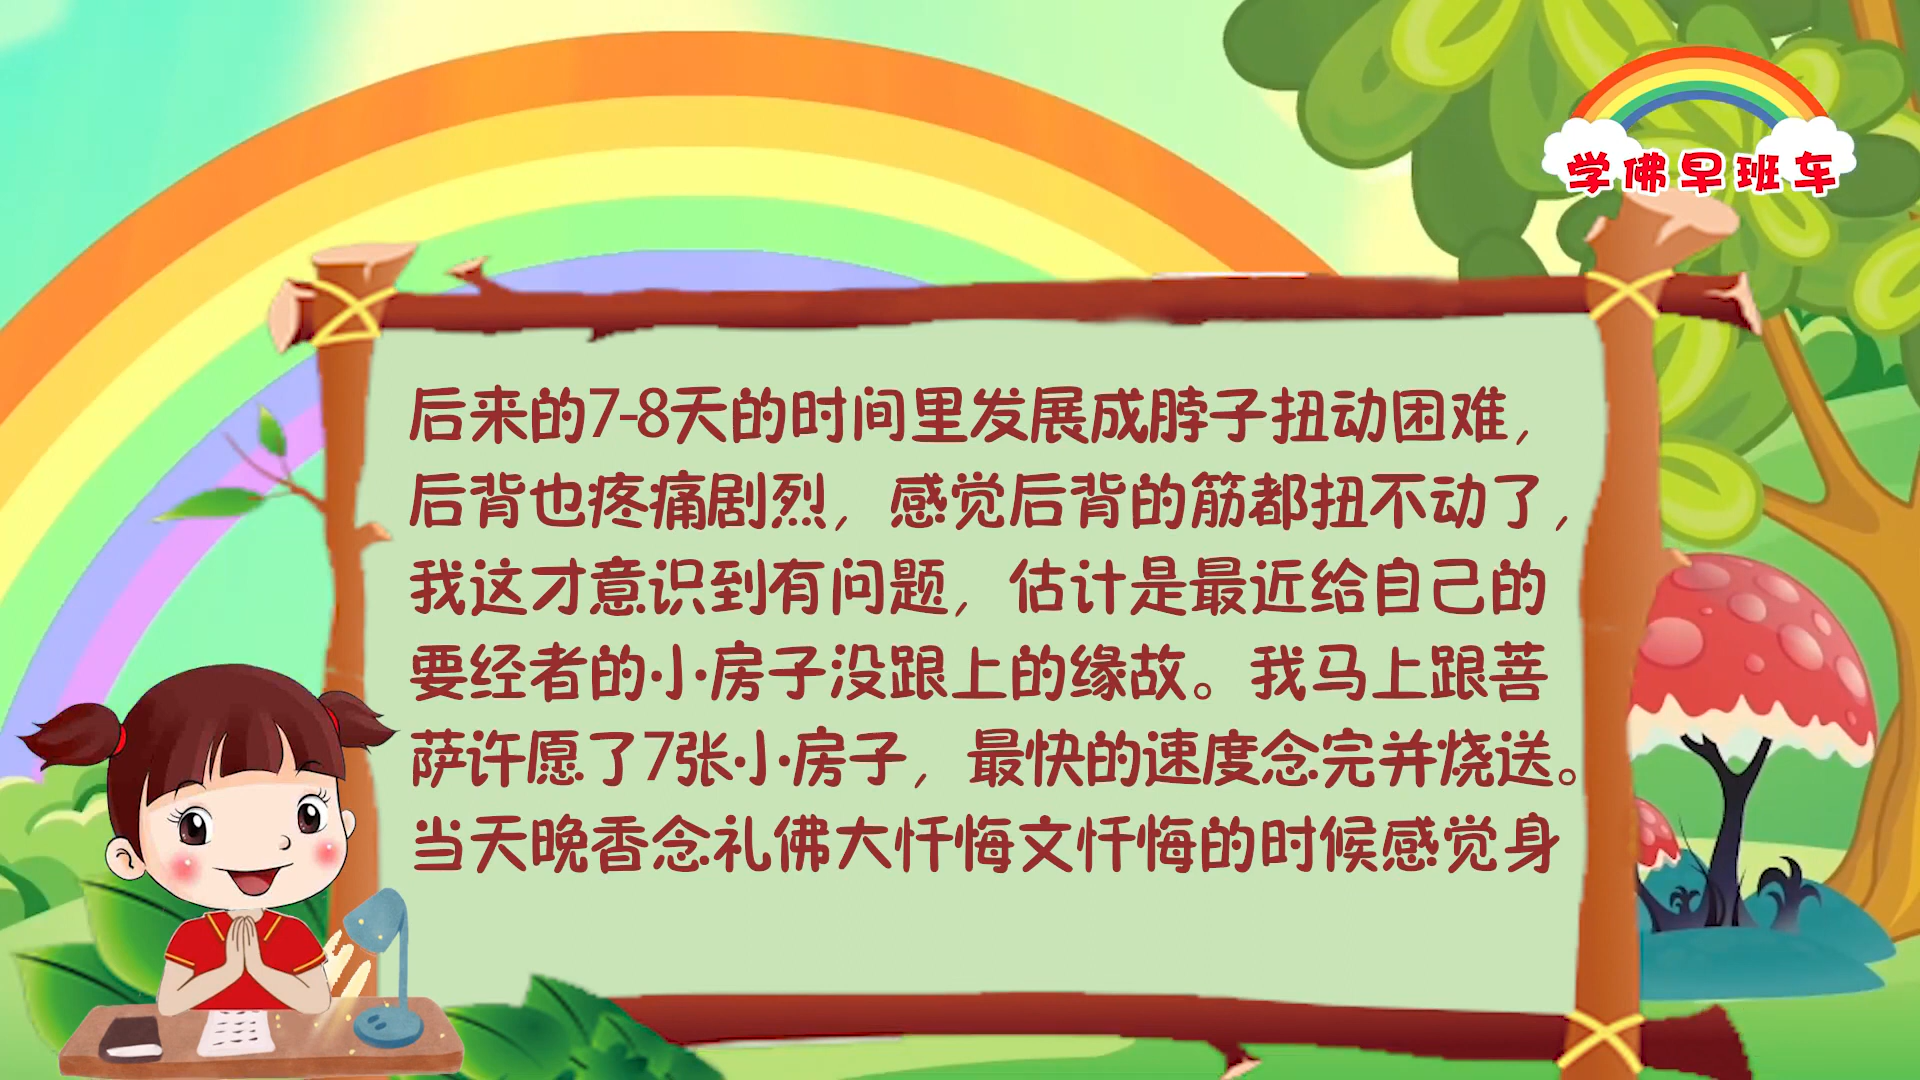 学佛早班车
后来的7-8天的时间里发展成脖子扭动困难，
后背也疼痛剧烈，感觉后背的筋都扭不动了，
我这才意识到有问题，估计是最近给自己的
要经者的小房子没跟上的缘故。我马上跟菩
萨许愿了7张小房子，最快的速度念完并烧送。
当天晚香念礼佛大忏悔文忏悔的时候感觉身